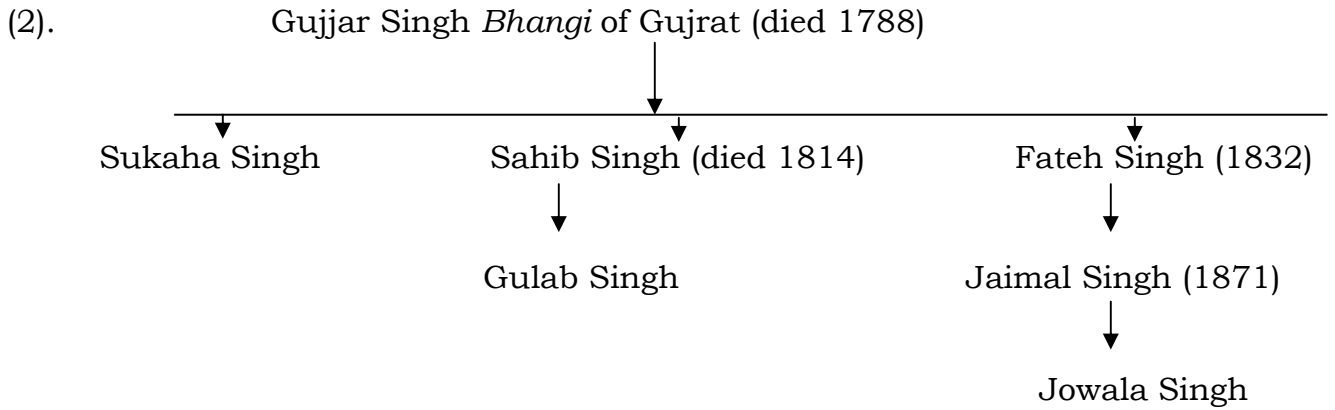 (2). Gujjar Singh Bhangi of Gujrat (died 1788)
Sukaha Singh Sahib Singh (died 1814) Fateh Singh (1832)
Gulab Singh Jaimal Singh (1871)
Jowala Singh